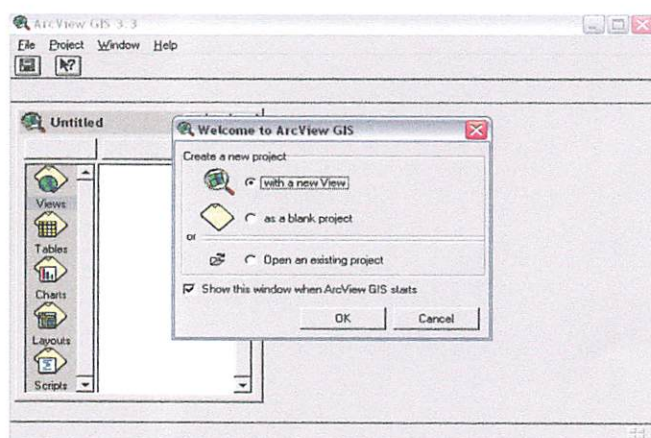 ArcView GIS 3.3
File Project Window Help
Untitled
Welcome to ArcView GIS
Create a new project
with a new View
as a blank project
or
Open an existing project
Show this window when ArcView GIS starts
OK Cancel
Views
Tables
Charts
Layouts
Scripts